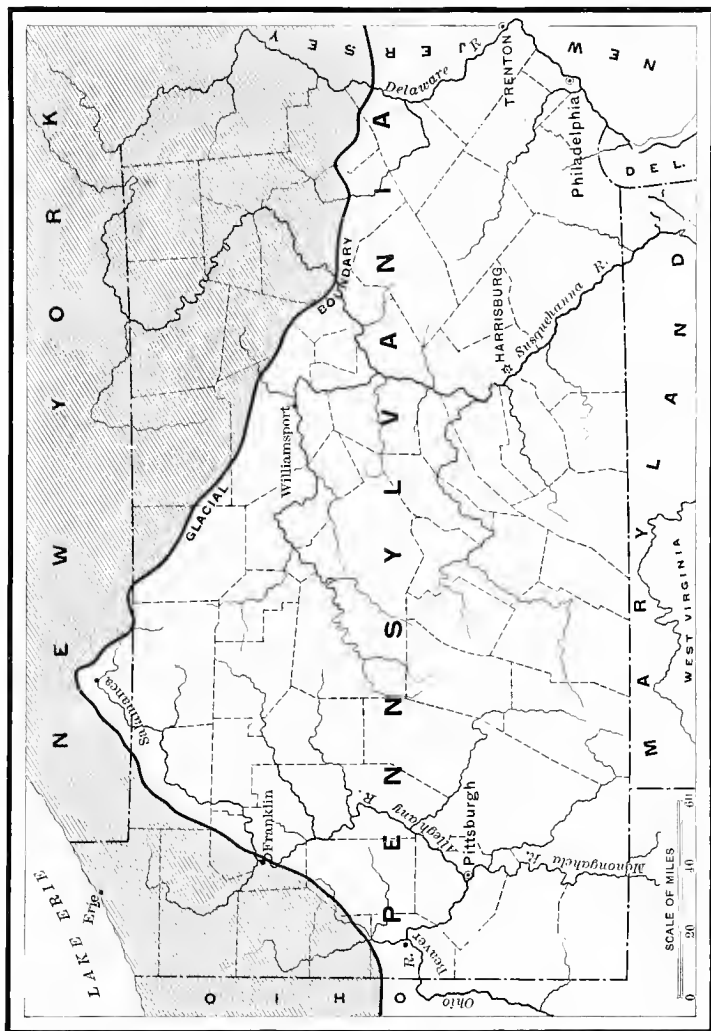 NEW YORK
LAKE ERIE
Erie
Salamanca
GLACIAL
BOUNDARY
Franklin
Williamsport
NEW JERSEY
Delaware R.
TRENTON
Philadelphia
DEL.
PENNSYLVANIA
OHIO
Alleghany R.
Pittsburgh
Beaver R.
Ohio
Monongahela R.
HARRISBURG
Susquehanna R.
MARYLAND
WEST VIRGINIA
SCALE OF MILES
0 20 40 60